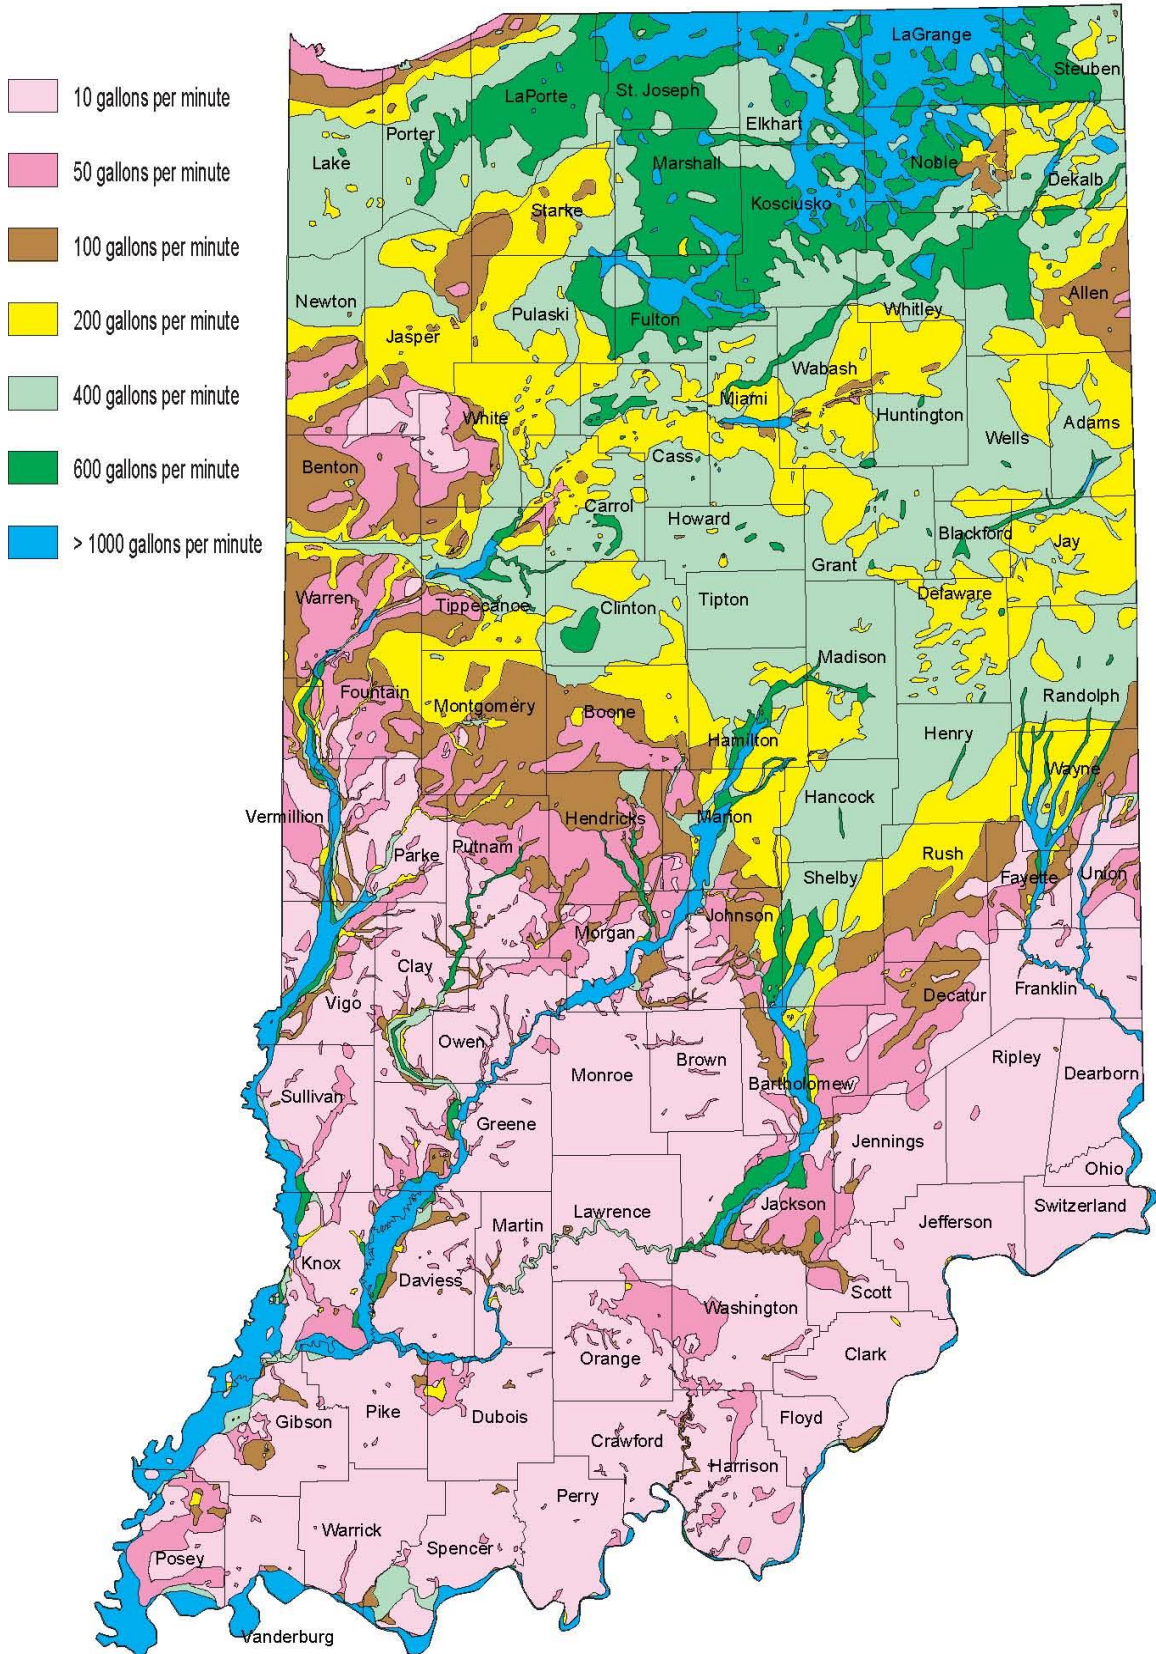 10 gallons per minute
50 gallons per minute
100 gallons per minute
200 gallons per minute
400 gallons per minute
600 gallons per minute
> 1000 gallons per minute
LaGrange
Steuben
St. Joseph
LaPorte
Elkhart
Porter
Lake
Marshall
Noble
Dekalb
Kosciusko
Starke
Allen
Newton
Whitley
Pulaski
Fulton
Jasper
Wabash
Miami
White
Huntington
Adams
Wells
Benton
Cass
Carrol
Howard
Blackford
Jay
Grant
Warren
Tippecanoe
Clinton
Tipton
Delaware
Madison
Fountain
Montgomery
Boone
Randolph
Hamilton
Henry
Wayne
Hancock
Vermillion
Hendricks
Marion
Parke
Putnam
Rush
Shelby
Fayette
Union
Johnson
Morgan
Clay
Vigo
Decatur
Franklin
Owen
Brown
Ripley
Monroe
Dearborn
Bartholomew
Sullivan
Greene
Jennings
Ohio
Jackson
Switzerland
Lawrence
Martin
Jefferson
Knox
Daviess
Scott
Washington
Orange
Clark
Gibson
Pike
Dubois
Floyd
Crawford
Harrison
Perry
Warrick
Spencer
Posey
Vanderburg